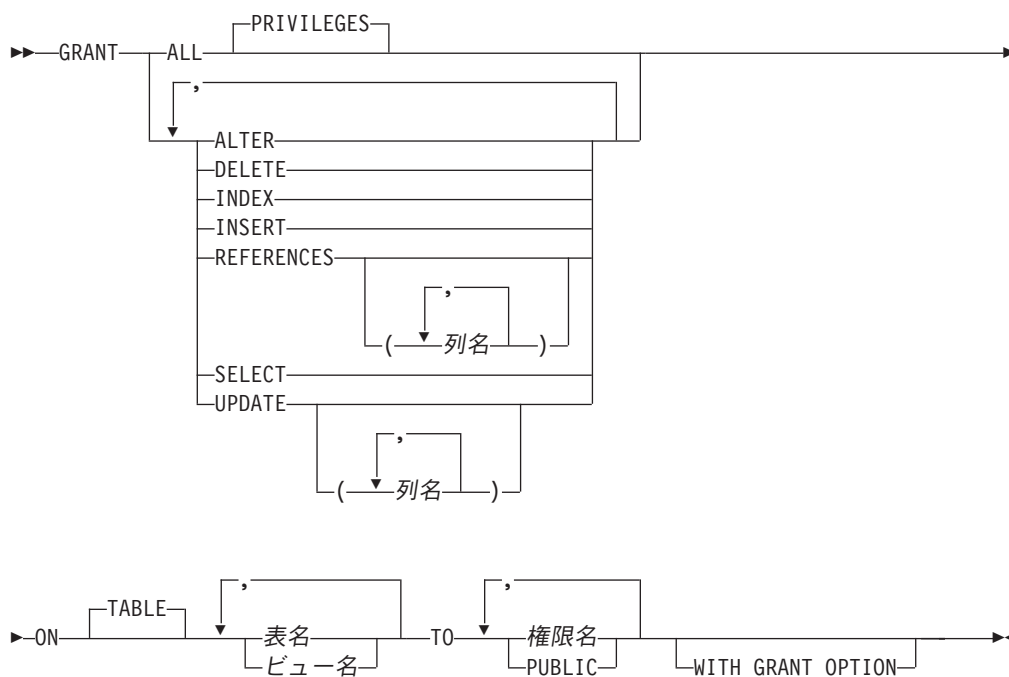 PRIVILEGES
GRANT ALL
,
ALTER
DELETE
INDEX
INSERT
REFERENCES
,
( 列名 )
SELECT
UPDATE
,
( 列名 )
TABLE , ,
ON 表名 TO 権限名
ビュー名 PUBLIC WITH GRANT OPTION